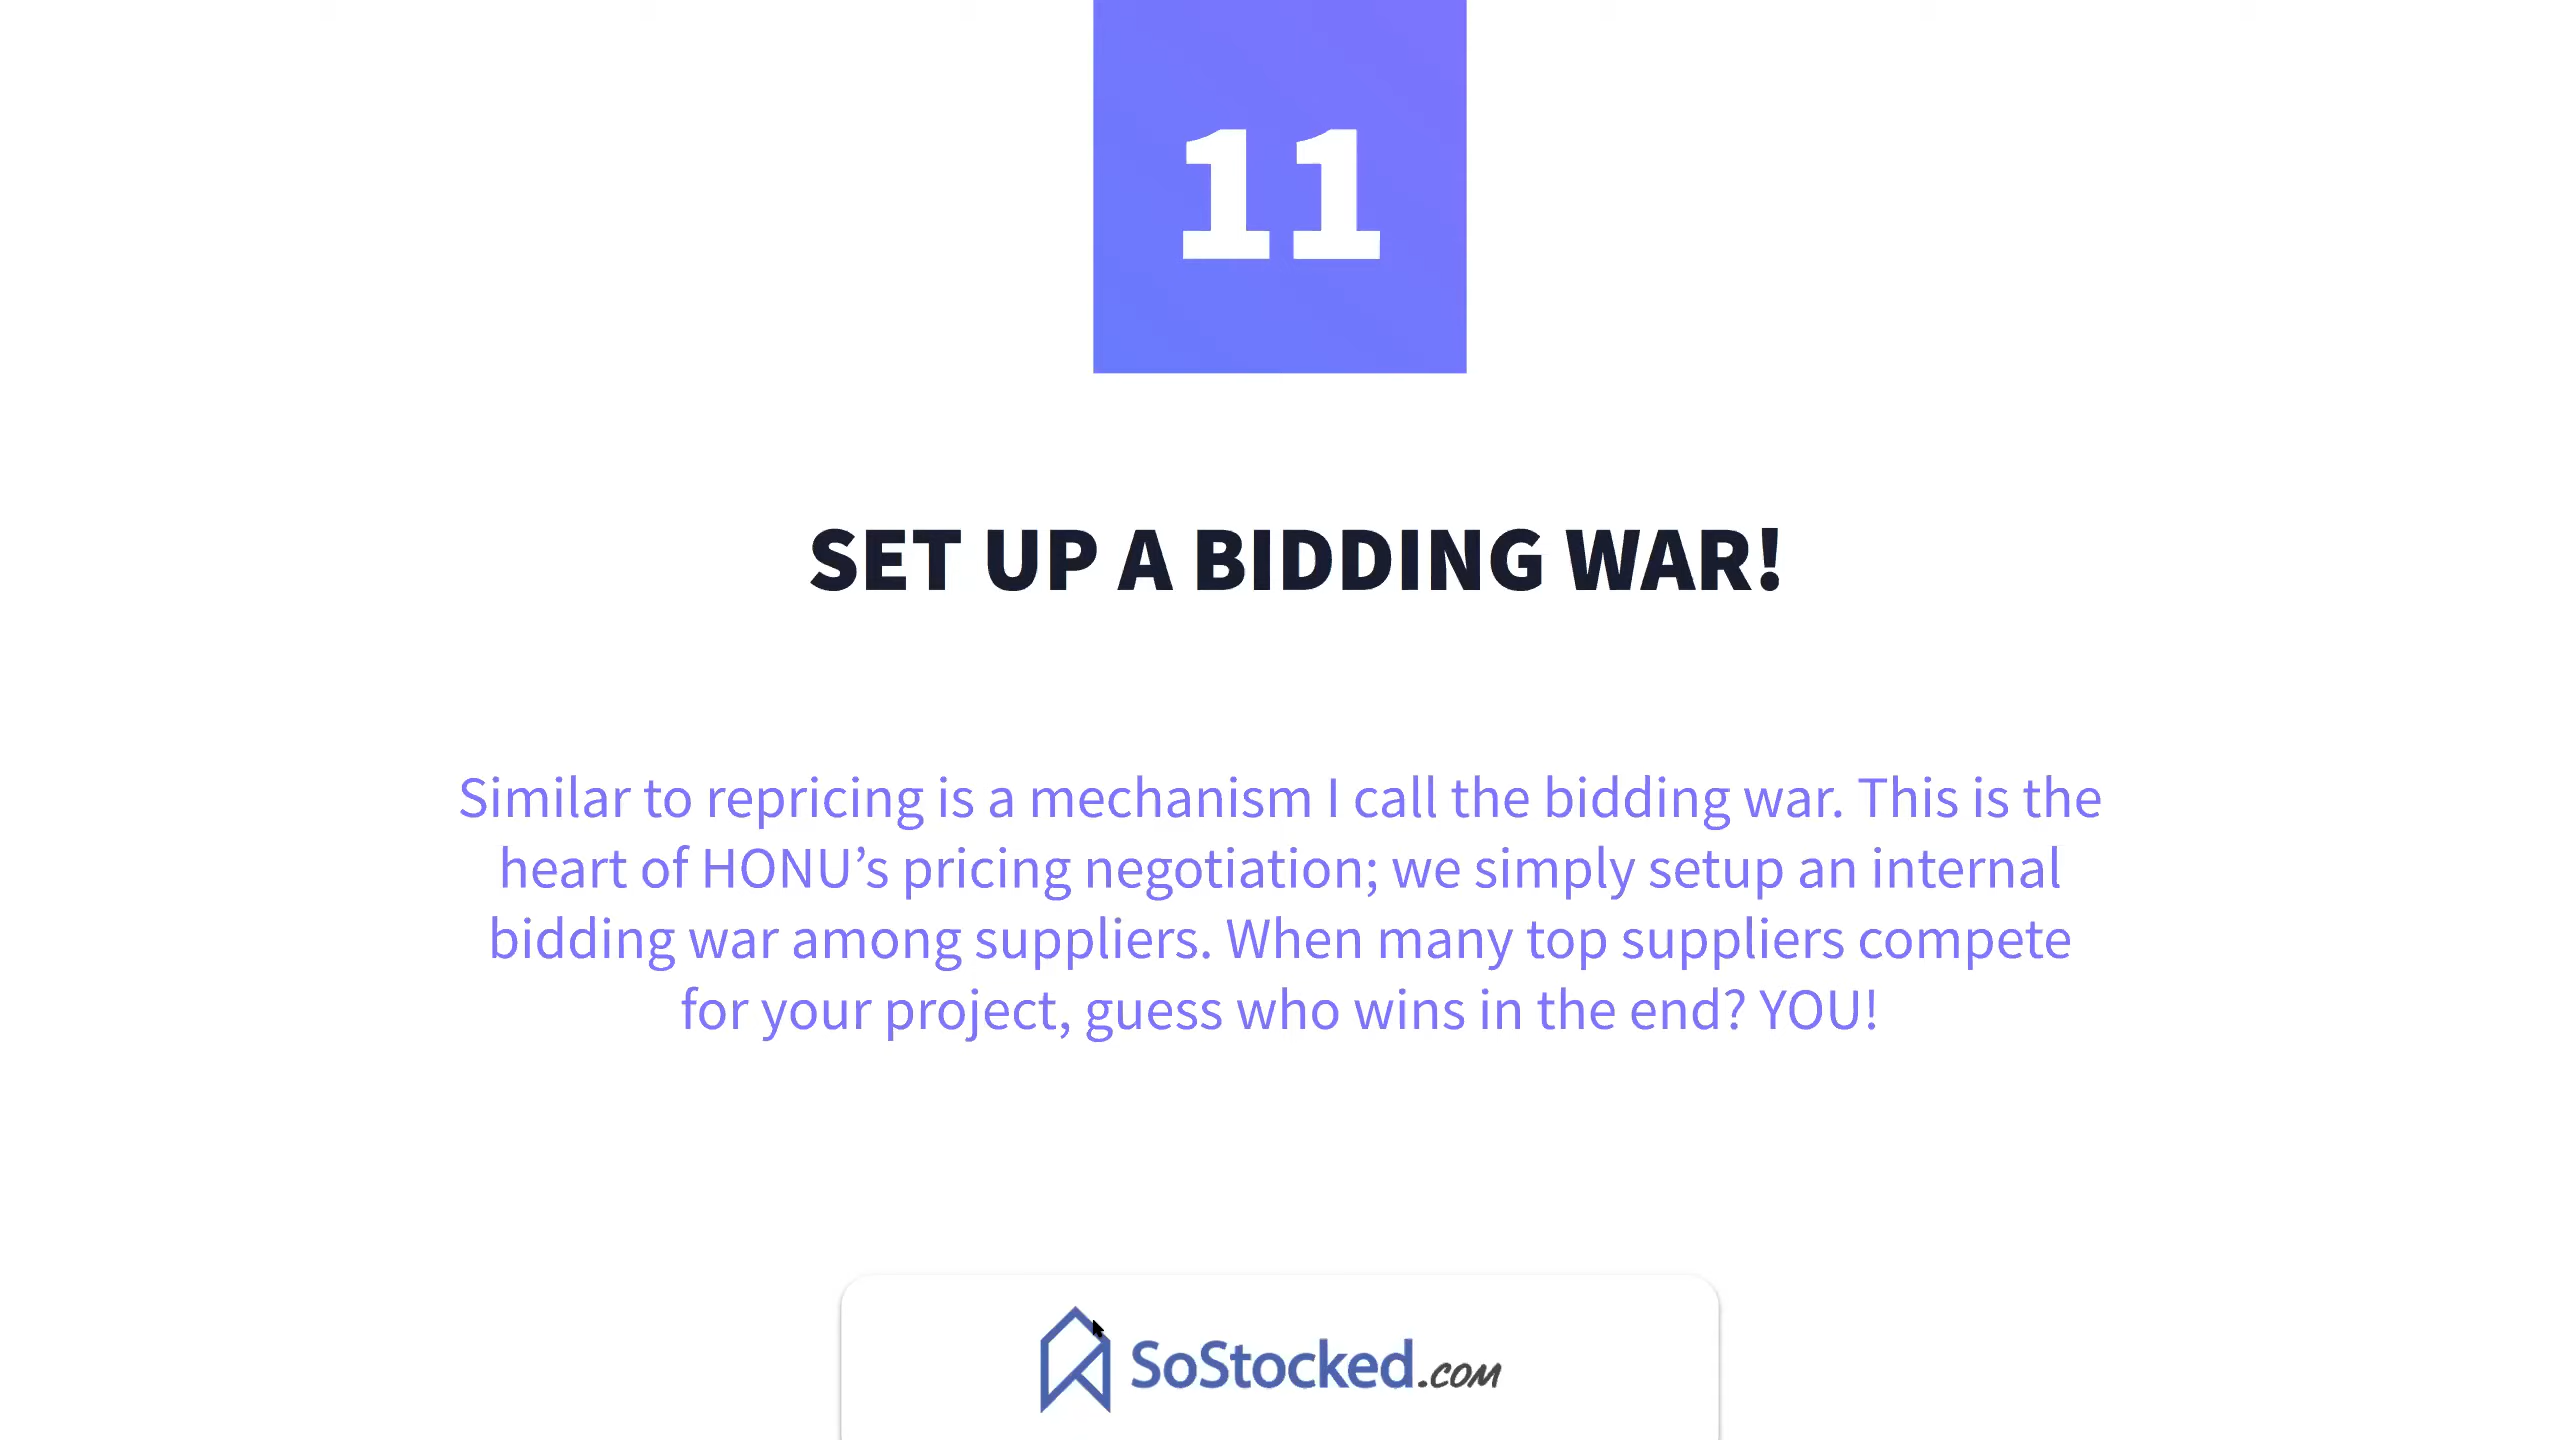 11
SET UP A BIDDING WAR!
Similar to repricing is a mechanism I call the bidding war. This is the
heart of HONU’s pricing negotiation; we simply setup an internal
bidding war among suppliers. When many top suppliers compete
for your project, guess who wins in the end? YOU!
SoStocked.com